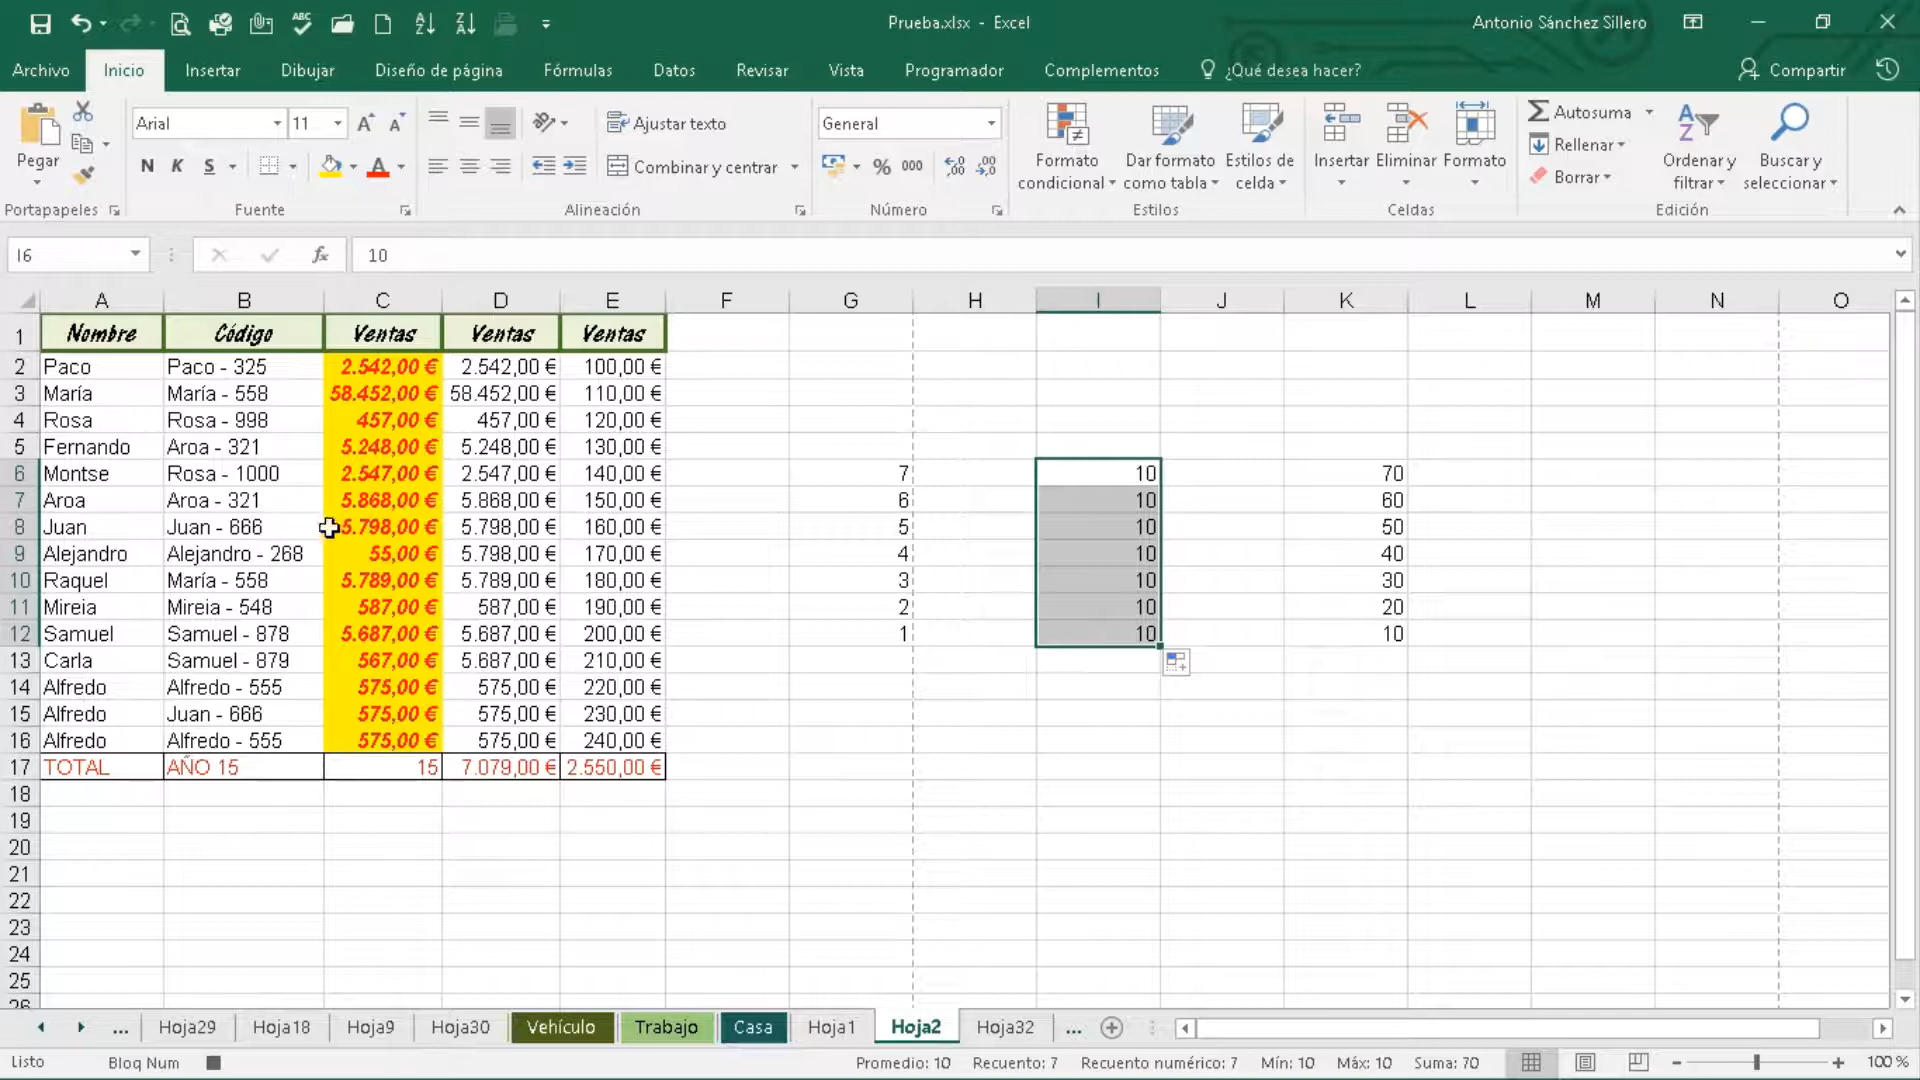 Prueba.xlsx - Excel
Antonio Sánchez Sillero
Archivo Inicio Insertar Dibujar Diseño de página Fórmulas Datos Revisar Vista Programador Complementos ¿Qué desea hacer? Compartir
Pegar
Portapapeles
Arial 11
N K S
Fuente
Ajustar texto
Combinar y centrar
Alineación
General
% 000
Número
Formato condicional
Dar formato como tabla
Estilos de celda
Estilos
Insertar Eliminar Formato
Celdas
Autosuma
Rellenar
Borrar
Ordenar y filtrar
Buscar y seleccionar
Edición
I6 fx 10
A B C D E F G H I J K L M N O
1 Nombre Código Ventas Ventas Ventas
2 Paco Paco - 325 2.542,00 € 2.542,00 € 100,00 €
3 María María - 558 58.452,00 € 58.452,00 € 110,00 €
4 Rosa Rosa - 998 457,00 € 457,00 € 120,00 €
5 Fernando Aroa - 321 5.248,00 € 5.248,00 € 130,00 €
6 Montse Rosa - 1000 2.547,00 € 2.547,00 € 140,00 € 7 10 70
7 Aroa Aroa - 321 5.868,00 € 5.868,00 € 150,00 € 6 10 60
8 Juan Juan - 666 5.798,00 € 5.798,00 € 160,00 € 5 10 50
9 Alejandro Alejandro - 268 55,00 € 5.798,00 € 170,00 € 4 10 40
10 Raquel María - 558 5.789,00 € 5.789,00 € 180,00 € 3 10 30
11 Mireia Mireia - 548 587,00 € 587,00 € 190,00 € 2 10 20
12 Samuel Samuel - 878 5.687,00 € 5.687,00 € 200,00 € 1 10 10
13 Carla Samuel - 879 567,00 € 5.687,00 € 210,00 €
14 Alfredo Alfredo - 555 575,00 € 575,00 € 220,00 €
15 Alfredo Juan - 666 575,00 € 575,00 € 230,00 €
16 Alfredo Alfredo - 555 575,00 € 575,00 € 240,00 €
17 TOTAL AÑO 15 15 7.079,00 € 2.550,00 €
18
19
20
21
22
23
24
25
26
... Hoja29 Hoja18 Hoja9 Hoja30 Vehículo Trabajo Casa Hoja1 Hoja2 Hoja32 ...
Listo Bloq Num Promedio: 10 Recuento: 7 Recuento numérico: 7 Mín: 10 Máx: 10 Suma: 70 100 %